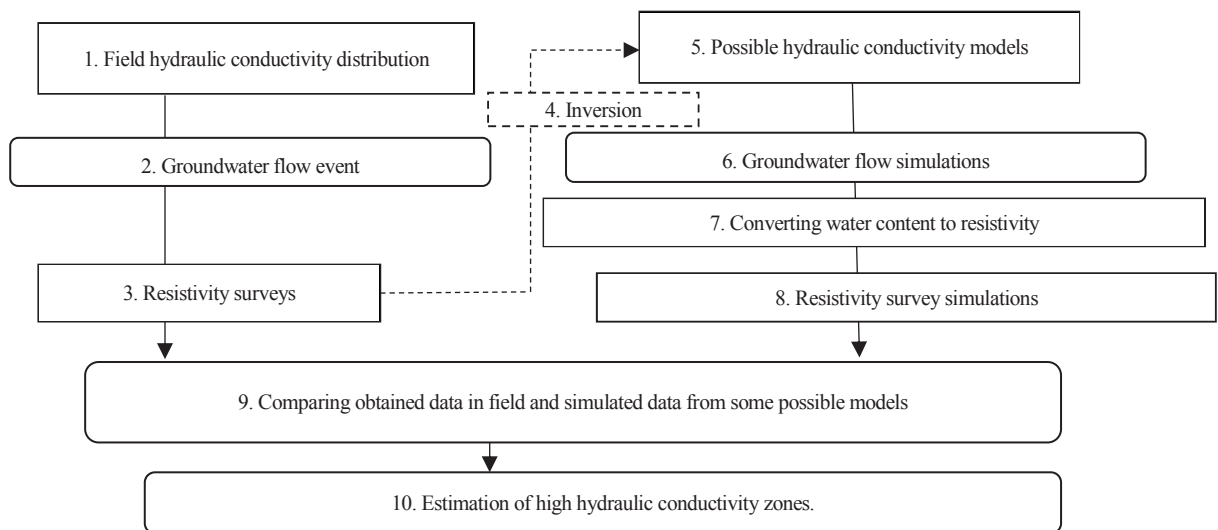 1. Field hydraulic conductivity distribution
2. Groundwater flow event
3. Resistivity surveys
4. Inversion
5. Possible hydraulic conductivity models
6. Groundwater flow simulations
7. Converting water content to resistivity
8. Resistivity survey simulations
9. Comparing obtained data in field and simulated data from some possible models
10. Estimation of high hydraulic conductivity zones.